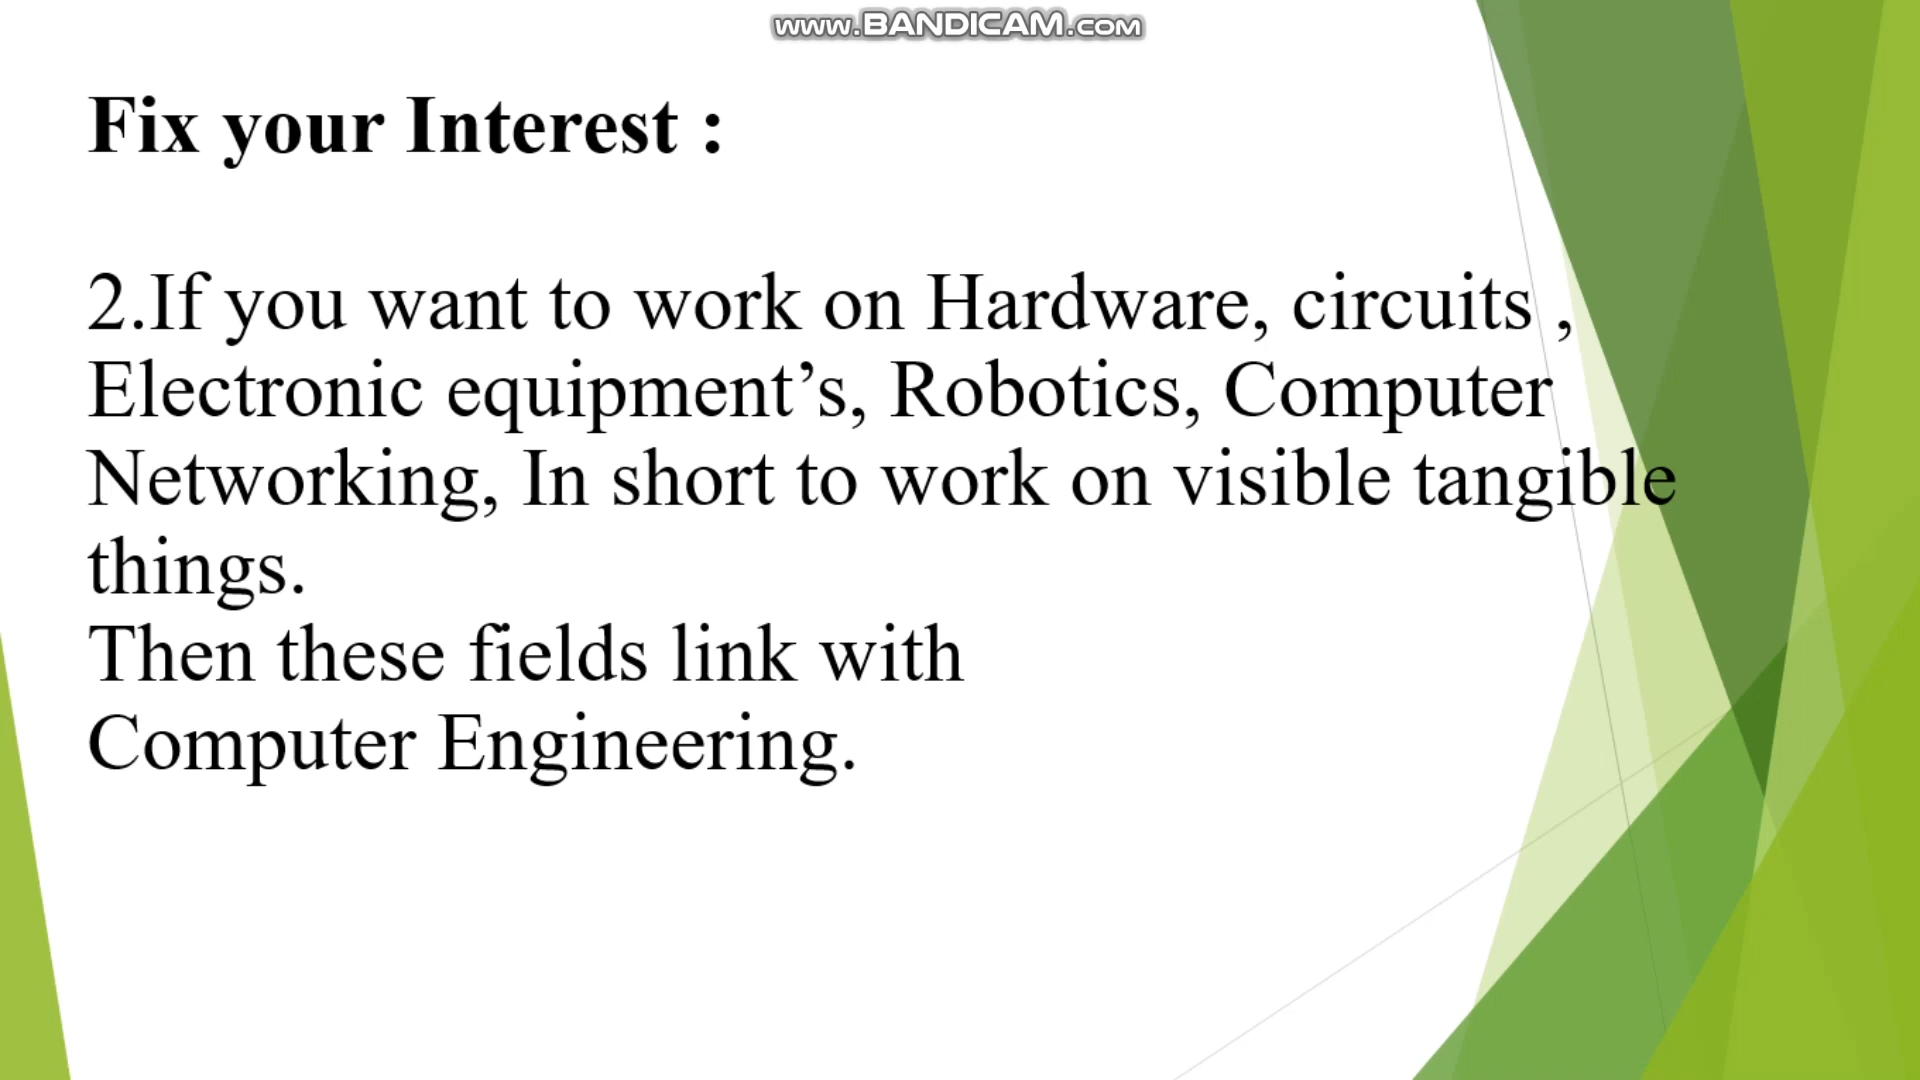 www.BANDICAM.com
Fix your Interest :
2.If you want to work on Hardware, circuits ,
Electronic equipment’s, Robotics, Computer
Networking, In short to work on visible tangible
things.
Then these fields link with
Computer Engineering.